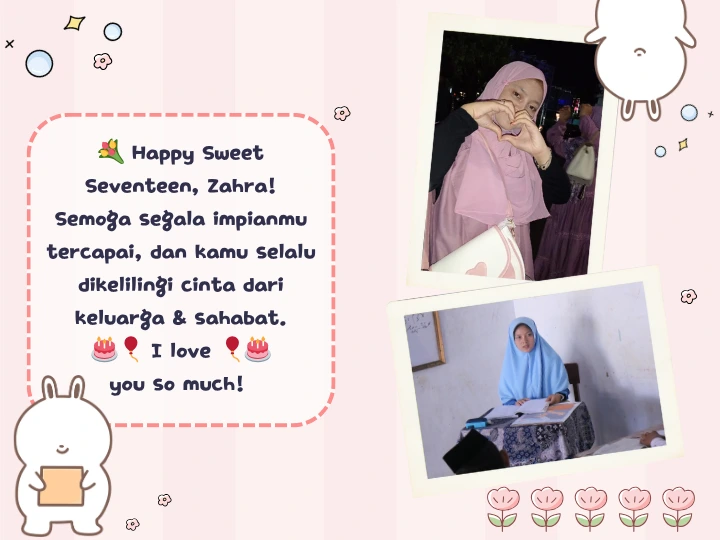 💐 Happy Sweet
Seventeen, Zahra!
Semoga segala impianmu
tercapai, dan kamu selalu
dikelilingi cinta dari
keluarga & sahabat.
🎂🎈 I love 🎈🎂
you so much!